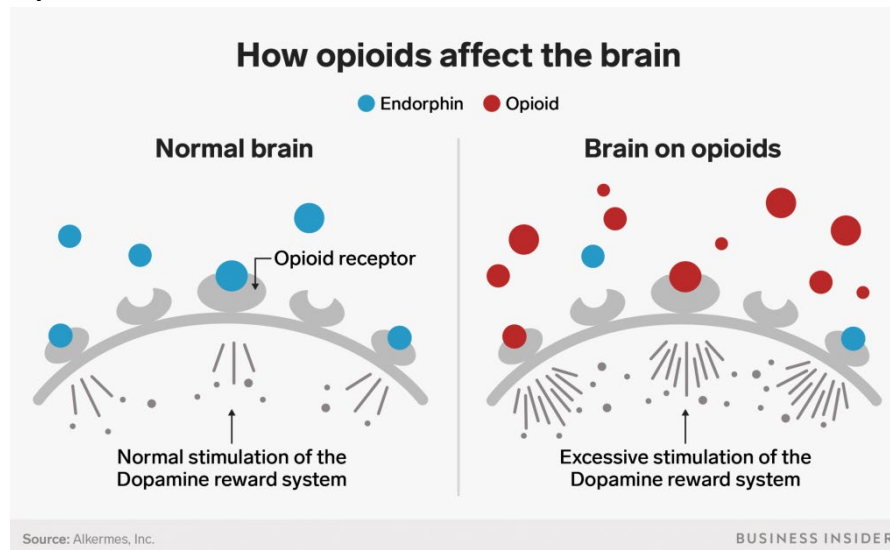 How opioids affect the brain
Endorphin Opioid
Normal brain
Opioid receptor
Normal stimulation of the
Dopamine reward system
Brain on opioids
Excessive stimulation of the
Dopamine reward system
Source: Alkermes, Inc.
BUSINESS INSIDER